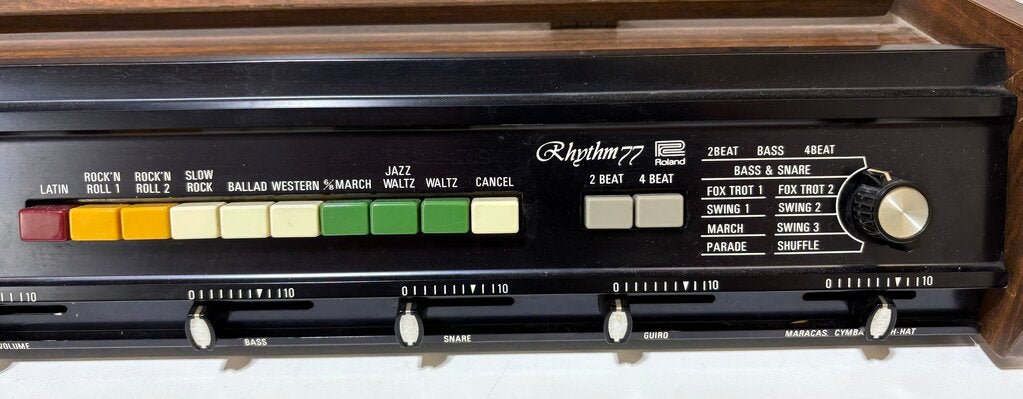 Rhythm 77
Roland
2 BEAT 4 BEAT
LATIN
ROCK'N ROLL 1
ROCK'N ROLL 2
SLOW ROCK
BALLAD
WESTERN
6/8 MARCH
JAZZ WALTZ
WALTZ
CANCEL
2BEAT BASS 4BEAT
BASS & SNARE
FOX TROT 1 FOX TROT 2
SWING 1 SWING 2
MARCH SWING 3
PARADE SHUFFLE
10
0 10
0 10
0 10
0 10
VOLUME
BASS
SNARE
GUIRO
MARACAS.